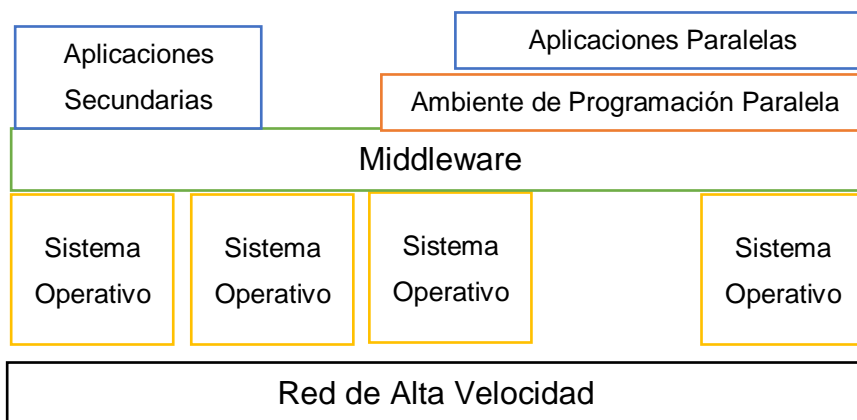 Aplicaciones
Secundarias
Aplicaciones Paralelas
Ambiente de Programación Paralela
Middleware
Sistema
Operativo
Sistema
Operativo
Sistema
Operativo
Sistema
Operativo
Red de Alta Velocidad